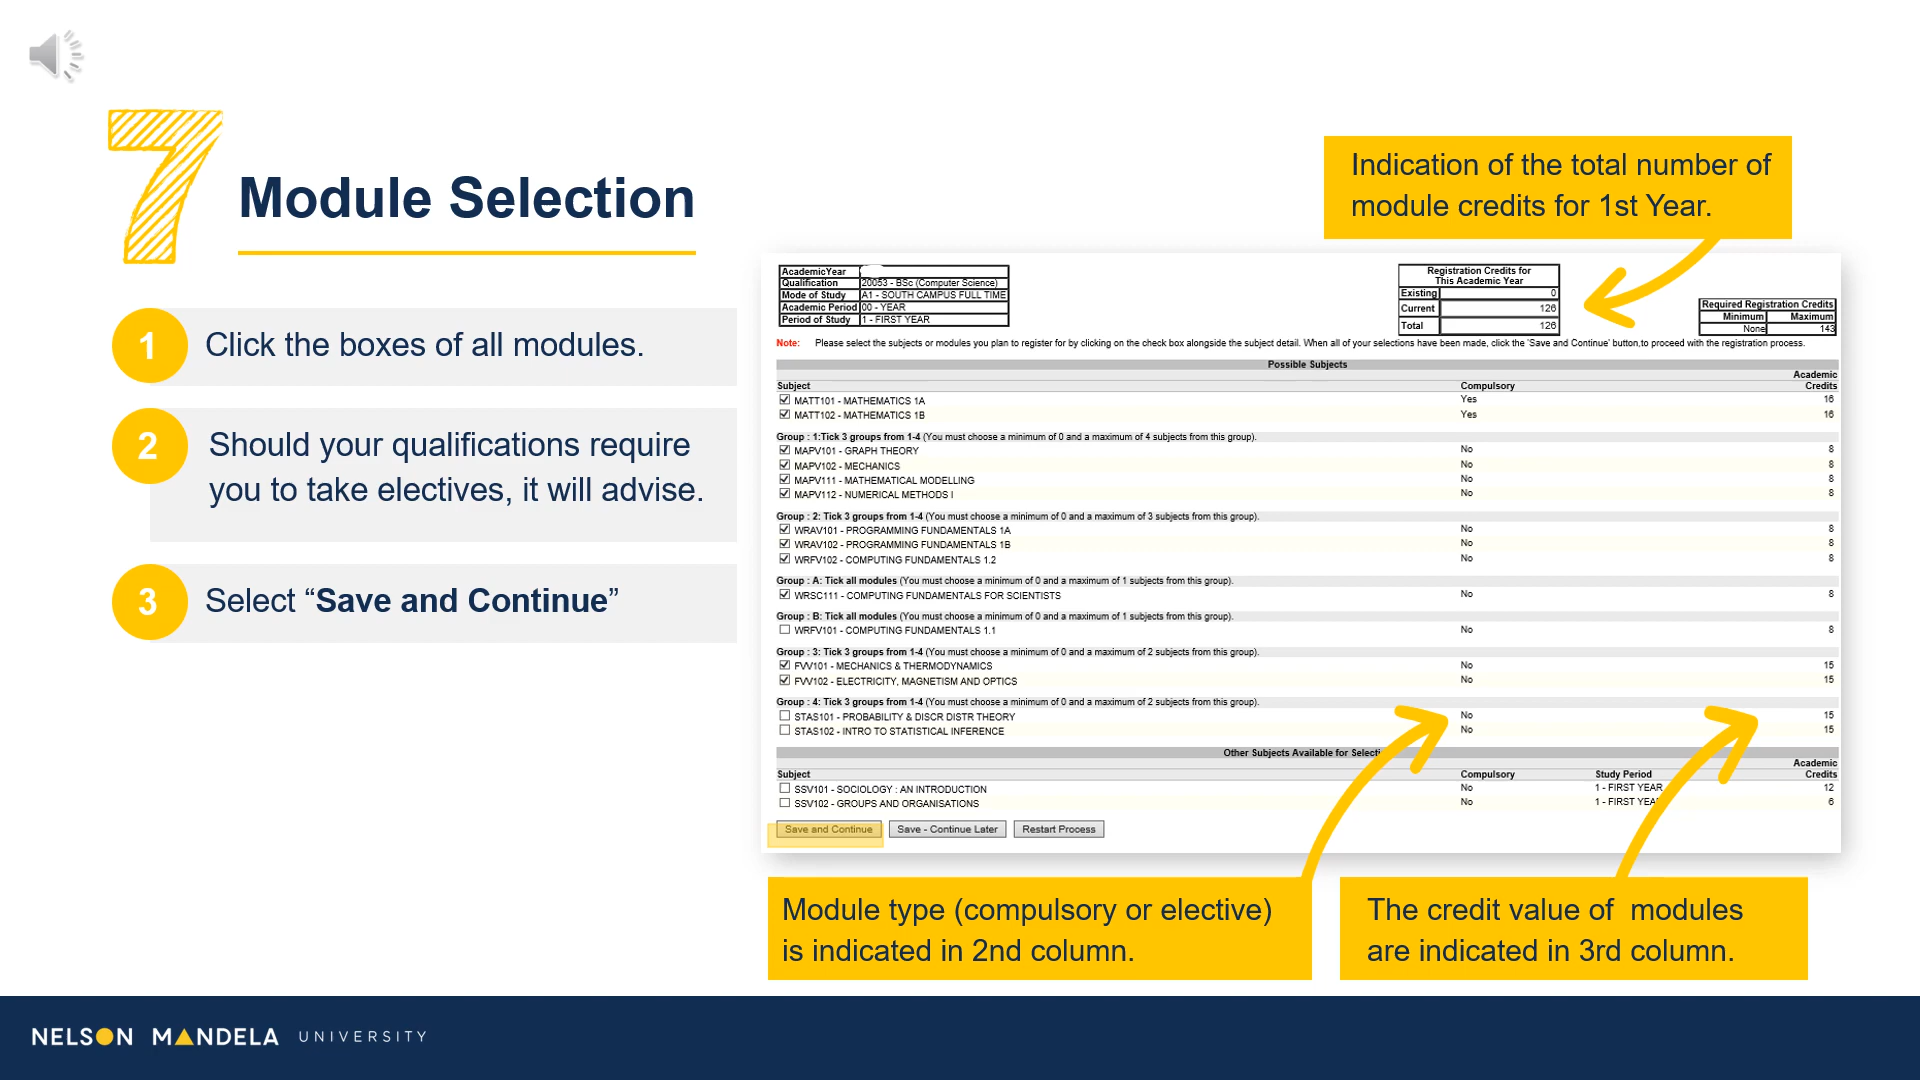 7
Module Selection
1
Click the boxes of all modules.
2
Should your qualifications require
you to take electives, it will advise.
3
Select “Save and Continue”
Indication of the total number of
module credits for 1st Year.
AcademicYear
Qualification 20053 - BSc (Computer Science)
Mode of Study A1 - SOUTH CAMPUS FULL TIME
Academic Period 00 - YEAR
Period of Study 1 - FIRST YEAR
Registration Credits for
This Academic Year
Existing 0
Current 126
Total 126
Required Registration Credits
Minimum Maximum
None 143
Note: Please select the subjects or modules you plan to register for by clicking on the check box alongside the subject detail. When all of your selections have been made, click the 'Save and Continue' button,to proceed with the registration process.
Possible Subjects
Academic
Subject Compulsory Credits
MATT101 - MATHEMATICS 1A Yes 16
MATT102 - MATHEMATICS 1B Yes 16
Group : 1:Tick 3 groups from 1-4 (You must choose a minimum of 0 and a maximum of 4 subjects from this group).
MAPV101 - GRAPH THEORY No 8
MAPV102 - MECHANICS No 8
MAPV111 - MATHEMATICAL MODELLING No 8
MAPV112 - NUMERICAL METHODS I No 8
Group : 2: Tick 3 groups from 1-4 (You must choose a minimum of 0 and a maximum of 3 subjects from this group).
WRAV101 - PROGRAMMING FUNDAMENTALS 1A No 8
WRAV102 - PROGRAMMING FUNDAMENTALS 1B No 8
WRFV102 - COMPUTING FUNDAMENTALS 1.2 No 8
Group : A: Tick all modules (You must choose a minimum of 0 and a maximum of 1 subjects from this group).
WRSC111 - COMPUTING FUNDAMENTALS FOR SCIENTISTS No 8
Group : B: Tick all modules (You must choose a minimum of 0 and a maximum of 1 subjects from this group).
WRFV101 - COMPUTING FUNDAMENTALS 1.1 No 8
Group : 3: Tick 3 groups from 1-4 (You must choose a minimum of 0 and a maximum of 2 subjects from this group).
FVV101 - MECHANICS & THERMODYNAMICS No 15
FVV102 - ELECTRICITY, MAGNETISM AND OPTICS No 15
Group : 4: Tick 3 groups from 1-4 (You must choose a minimum of 0 and a maximum of 2 subjects from this group).
STAS101 - PROBABILITY & DISCR DISTR THEORY No 15
STAS102 - INTRO TO STATISTICAL INFERENCE No 15
Other Subjects Available for
Academic
Subject Compulsory Study Period Credits
SSV101 - SOCIOLOGY : AN INTRODUCTION No 1 - FIRST YEAR 12
SSV102 - GROUPS AND ORGANISATIONS No 1 - FIRST 6
Save and Continue Save - Continue Later Restart Process
Module type (compulsory or elective)
is indicated in 2nd column.
The credit value of modules
are indicated in 3rd column.
NELSON MANDELA UNIVERSITY